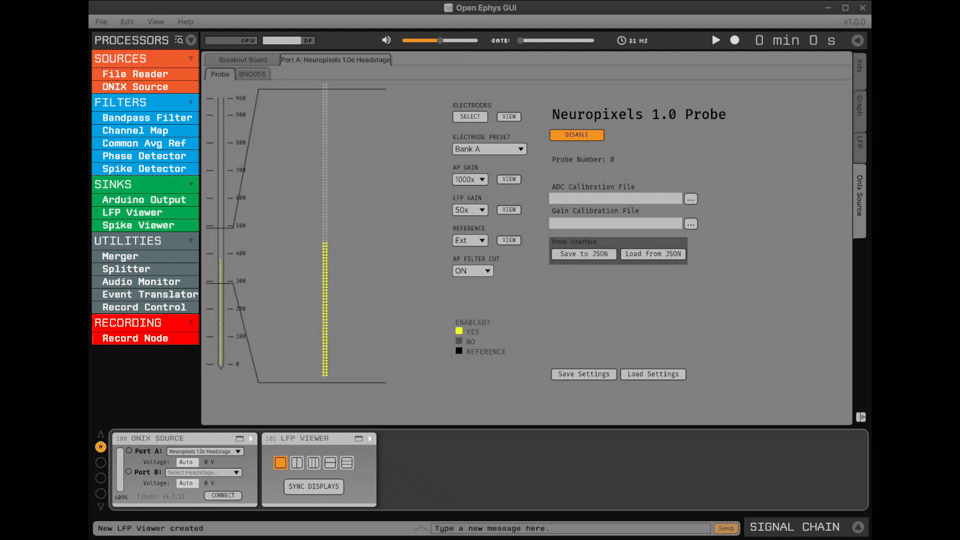 Open Ephys GUI
File Edit View Help
v1.0.0
PROCESSORS
CPU
DF
GATE:
21 MS
0 min 0 s
SOURCES
File Reader
ONIX Source
FILTERS
Bandpass Filter
Channel Map
Common Avg Ref
Phase Detector
Spike Detector
SINKS
Arduino Output
LFP Viewer
Spike Viewer
UTILITIES
Merger
Splitter
Audio Monitor
Event Translator
Record Control
RECORDING
Record Node
Breakout Board
Port A: Neuropixels 1.0e Headstage
Probe
BNO055
960
900
800
700
600
500
400
300
200
100
0
ELECTRODES
SELECT VIEW
ELECTRODE PRESET
Bank A
AP GAIN
1000x VIEW
LFP GAIN
50x VIEW
REFERENCE
Ext VIEW
AP FILTER CUT
ON
ENABLED?
YES
NO
REFERENCE
Neuropixels 1.0 Probe
DISABLE
Probe Number: 0
ADC Calibration File
...
Gain Calibration File
...
Probe Interface
Save to JSON Load from JSON
Save Settings Load Settings
Info
Graph
LFP
Onix Source
100 ONIX SOURCE
Port A: Neuropixels 1.0e Headstage
Voltage: Auto 0 V
Port B: Select Headstage...
Voltage: Auto 0 V
4096
CONNECT
101 LFP VIEWER
SYNC DISPLAYS
New LFP Viewer created
Type a new message here.
Send
SIGNAL CHAIN